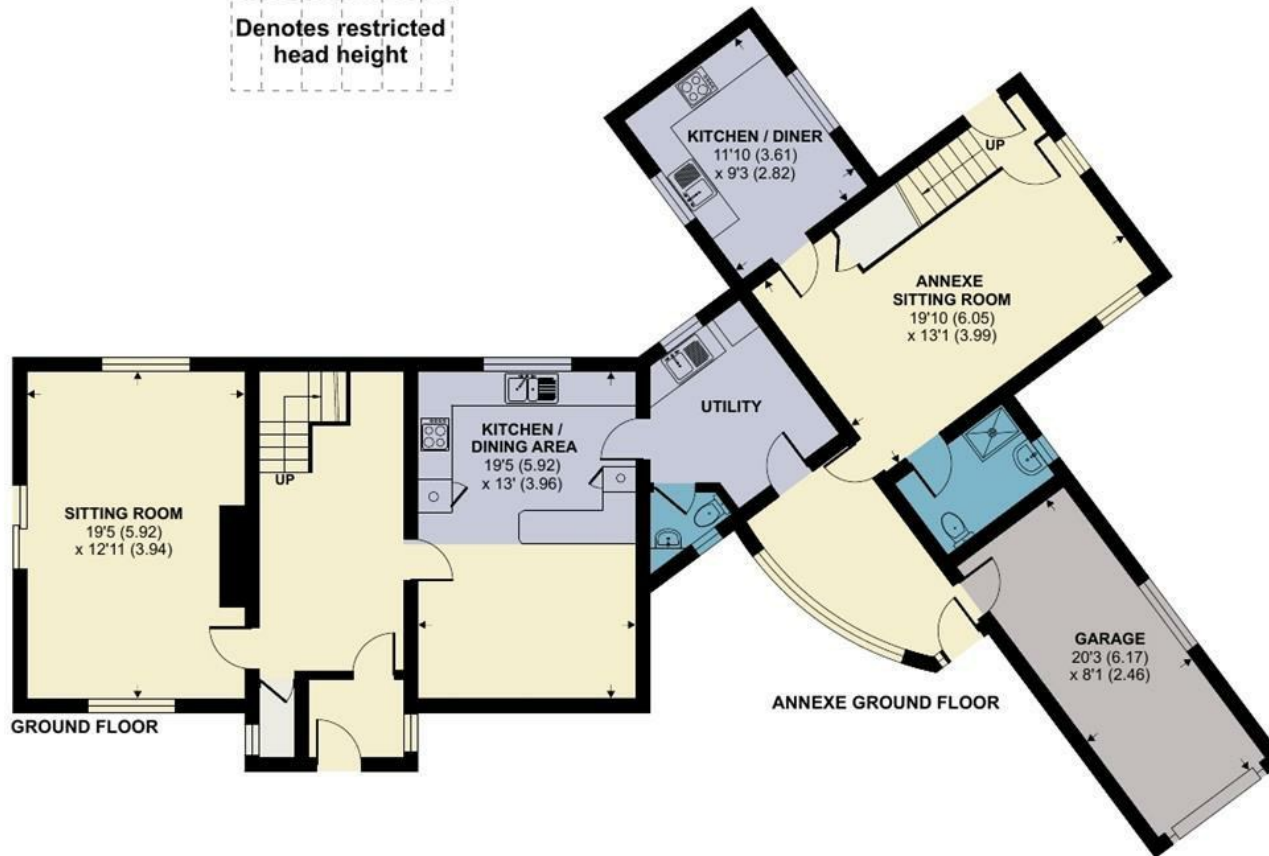 Denotes restricted
head height
KITCHEN / DINER
11'10 (3.61)
x 9'3 (2.82)
UP
ANNEXE
SITTING ROOM
19'10 (6.05)
x 13'1 (3.99)
UTILITY
KITCHEN /
DINING AREA
19'5 (5.92)
x 13' (3.96)
UP
SITTING ROOM
19'5 (5.92)
x 12'11 (3.94)
GARAGE
20'3 (6.17)
x 8'1 (2.46)
ANNEXE GROUND FLOOR
GROUND FLOOR